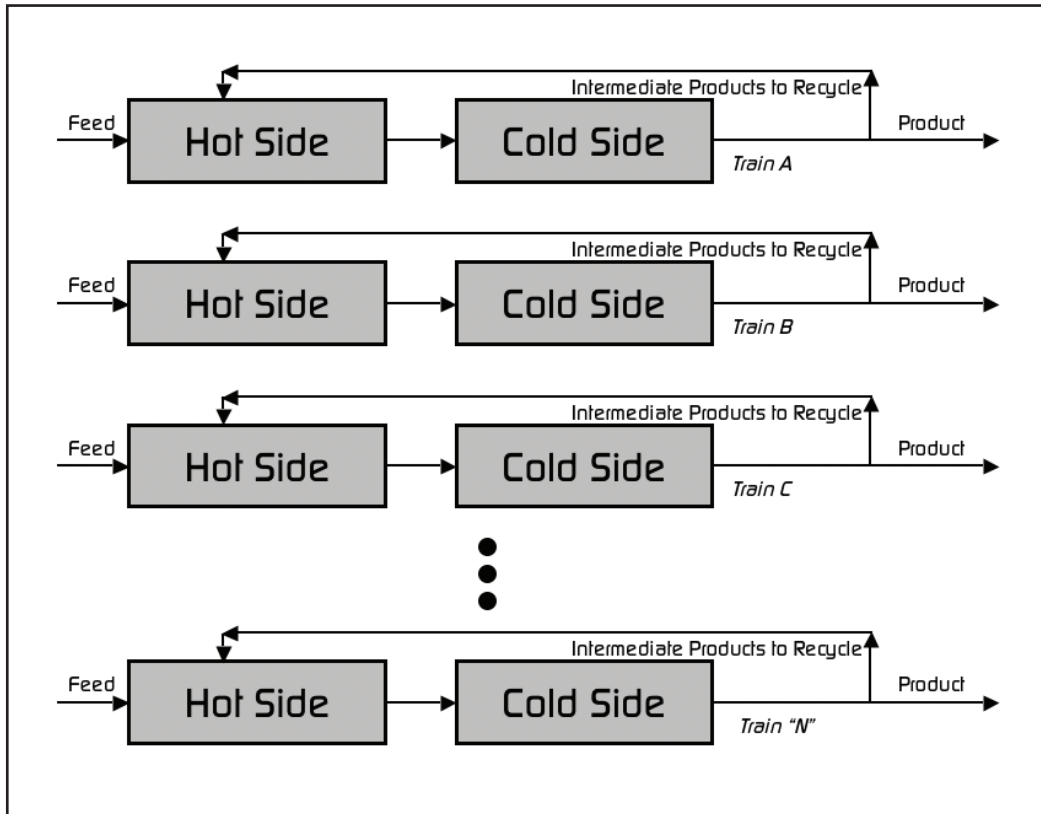 Intermediate Products to Recycle
Feed
Hot Side
Cold Side
Product
Train A
Intermediate Products to Recycle
Feed
Hot Side
Cold Side
Product
Train B
Intermediate Products to Recycle
Feed
Hot Side
Cold Side
Product
Train C
Intermediate Products to Recycle
Feed
Hot Side
Cold Side
Product
Train “N”